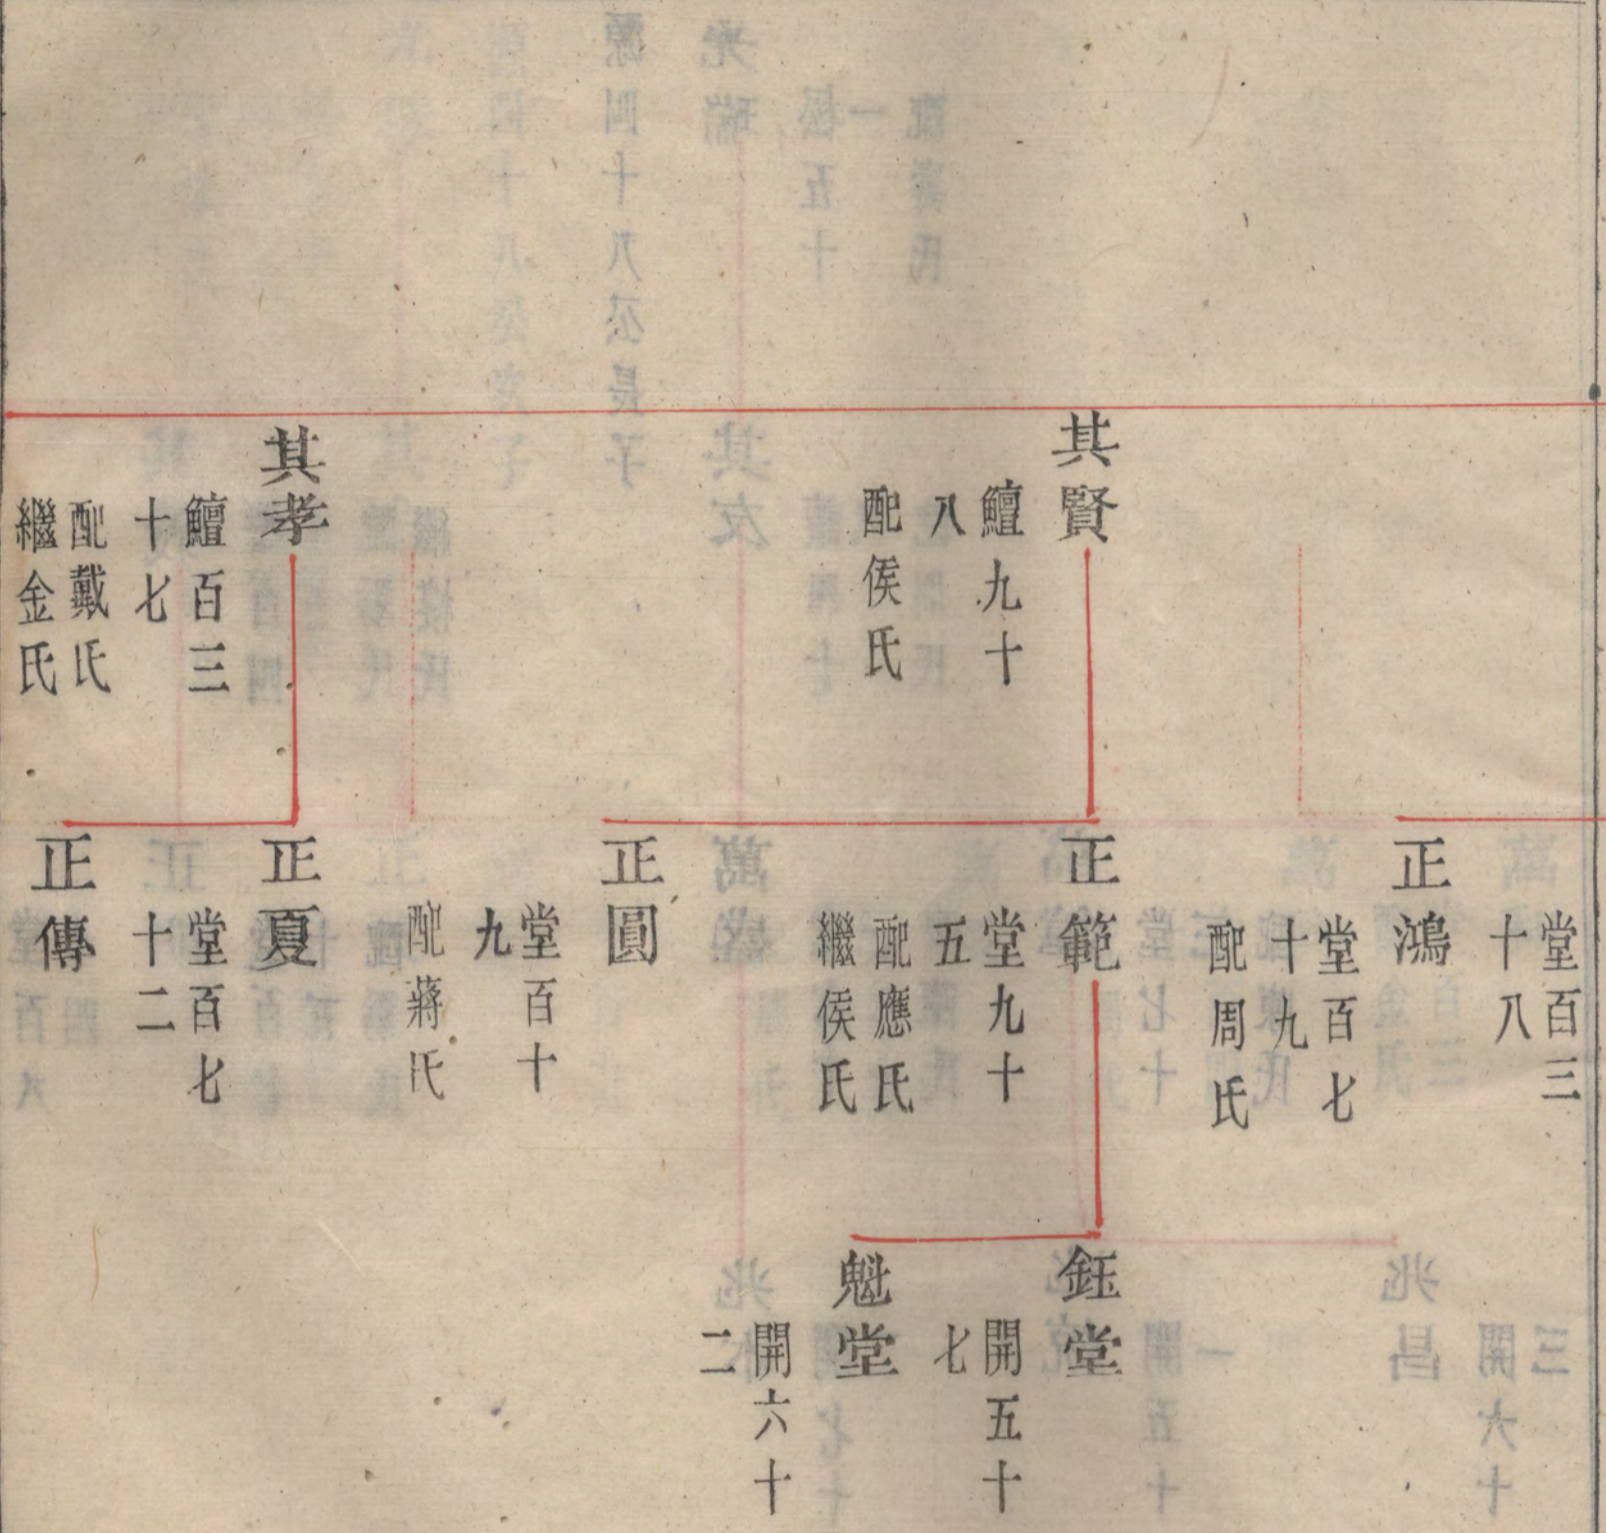 其賢
鱣九十
八
配侯氏
其孝
鱣百三
十七
配戴氏
繼金氏
堂百三
十八
正鴻
堂百七
十九
配周氏
正範
堂九十
五
配應氏
繼侯氏
正圓
堂百十
九
配蔣氏
正夏
堂百七
十二
正傳
鈺堂
開五十
七
魁堂
開六十
二